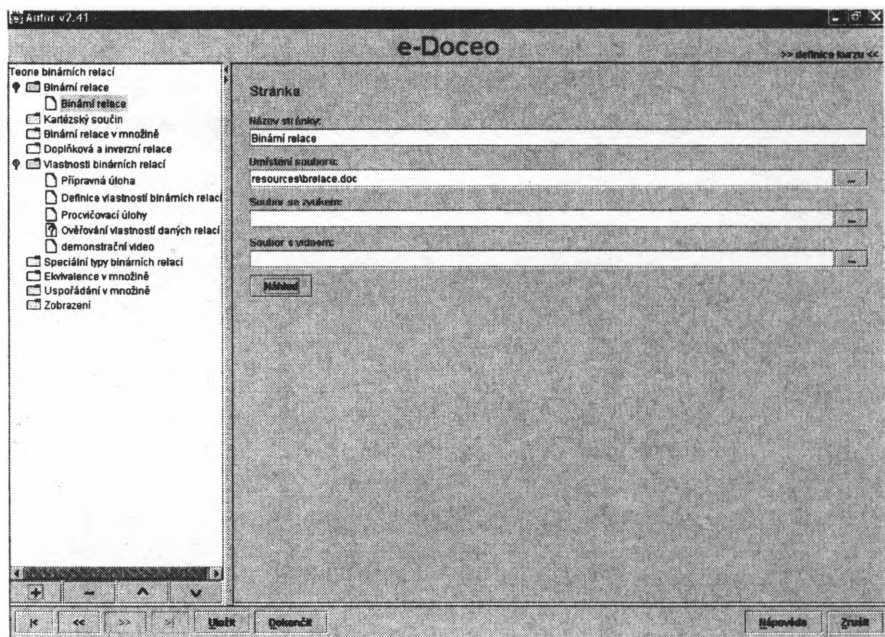 Autor v2.41
e-Doceo
>> definice kurzu <<
Teorie binárních relací
Binární relace
Binární relace
Kartézský součin
Binární relace v množině
Doplňková a inverzní relace
Vlastnosti binárních relací
Přípravná úloha
Definice vlastností binárních relací
Procvičovací úlohy
Ověřování vlastností daných relací
demonstrační video
Speciální typy binárních relací
Ekvivalence v množině
Uspořádání v množině
Zobrazení
Stránka
Název stránky:
Binární relace
Umístění souboru:
resources\brelace.doc
...
Soubor se zvukem:
...
Soubor s videem:
...
Náhled
|< << >> >| Uložit Dokončit Nápověda Zrušit